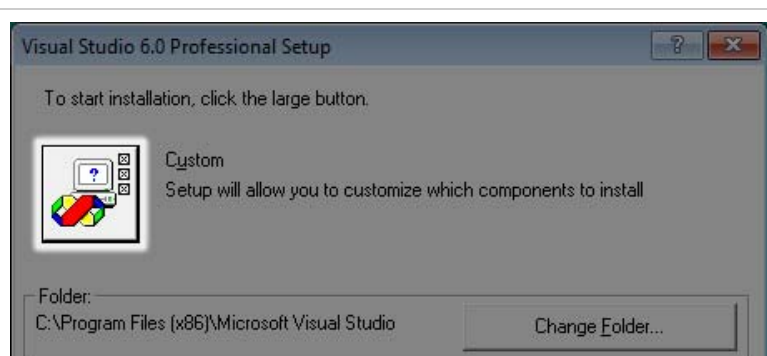 Visual Studio 6.0 Professional Setup
?
To start installation, click the large button.
?
Custom
Setup will allow you to customize which components to install
Folder:
C:\Program Files (x86)\Microsoft Visual Studio
Change Folder...